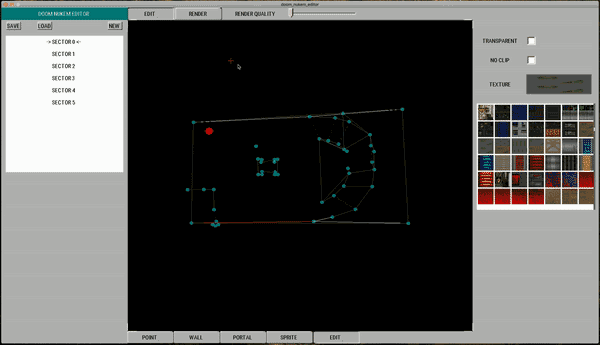 doom_nukem_editor
DOOM NUKEM EDITOR
SAVE LOAD NEW
-> SECTOR 0 <-
SECTOR 1
SECTOR 2
SECTOR 3
SECTOR 4
SECTOR 5
EDIT RENDER RENDER QUALITY
TRANSPARENT
NO CLIP
TEXTURE
POINT WALL PORTAL SPRITE EDIT